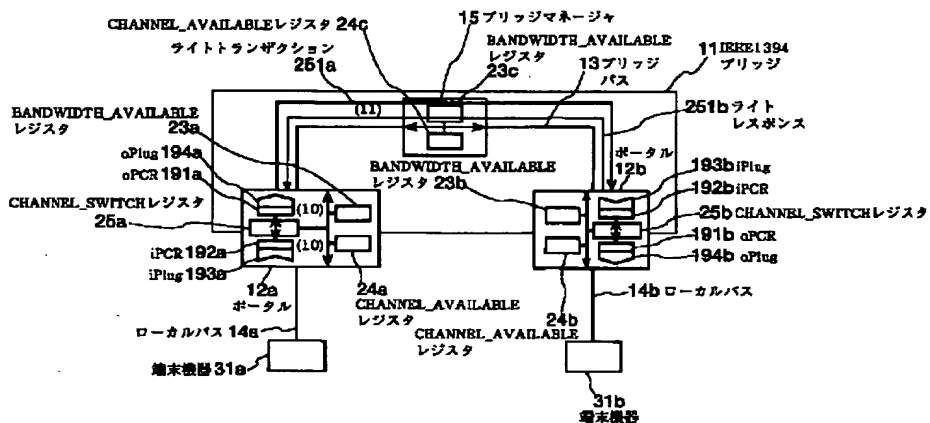 CHANNEL_AVAILABLEレジスタ 24c
ライトトランザクション
251a
15 ブリッジマネージャ
BANDWIDTH_AVAILABLE
レジスタ
23c
13 ブリッジ
バス
11 IEEE1394
ブリッジ
(11)
BANDWIDTH_AVAILABLE
レジスタ
23a
oPlug 194a
oPCR 191a
CHANNEL_SWITCHレジスタ
25a
iPCR 192a
iPlug 193a
(10)
(10)
12a
ポータル
24a
CHANNEL_AVAILABLE
レジスタ
ローカルバス 14a
端末機器 31a
BANDWIDTH_AVAILABLE
レジスタ 23b
251b ライト
レスポンス
ポータル
12b
193b iPlug
192b iPCR
25b CHANNEL_SWITCHレジスタ
191b oPCR
194b oPlug
24b
CHANNEL_AVAILABLE
レジスタ
14b ローカルバス
31b
端末機器